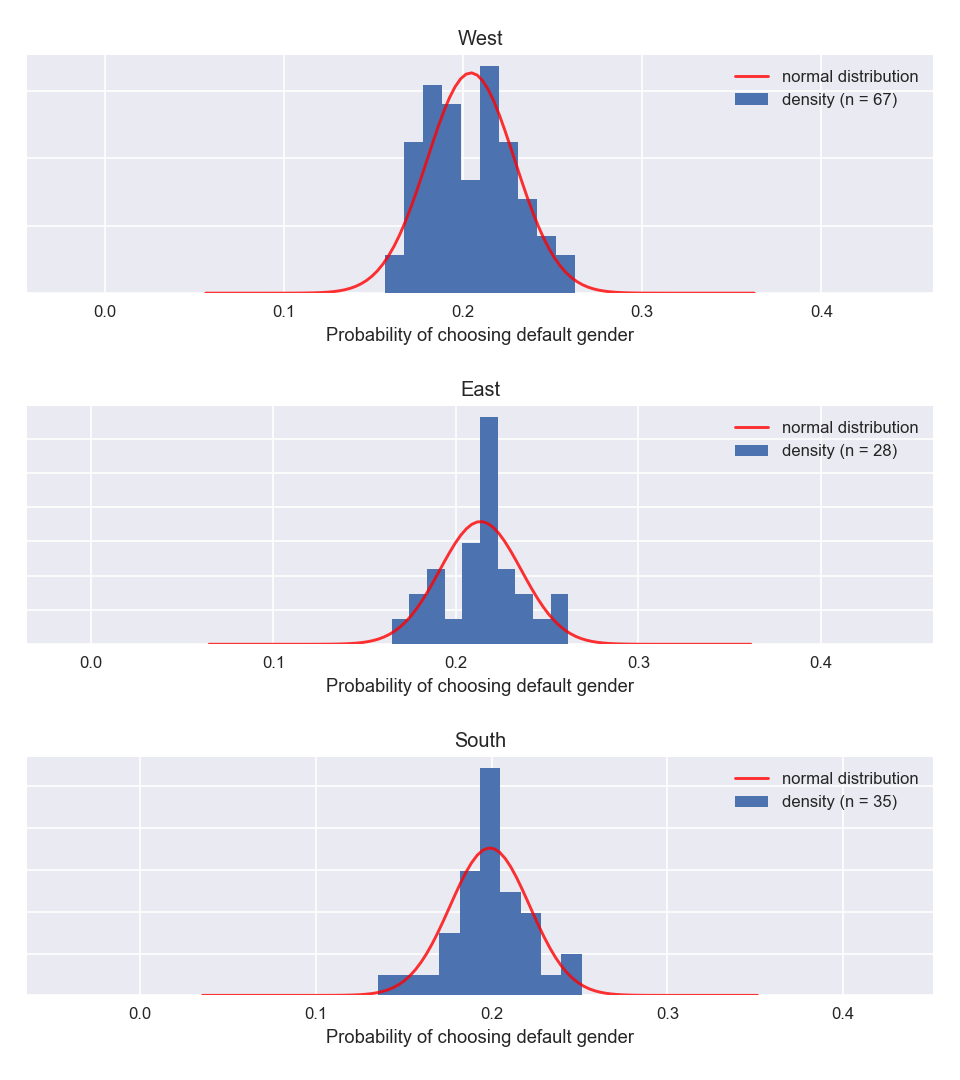 West
normal distribution
density (n = 67)
0.0 0.1 0.2 0.3 0.4
Probability of choosing default gender
East
normal distribution
density (n = 28)
0.0 0.1 0.2 0.3 0.4
Probability of choosing default gender
South
normal distribution
density (n = 35)
0.0 0.1 0.2 0.3 0.4
Probability of choosing default gender